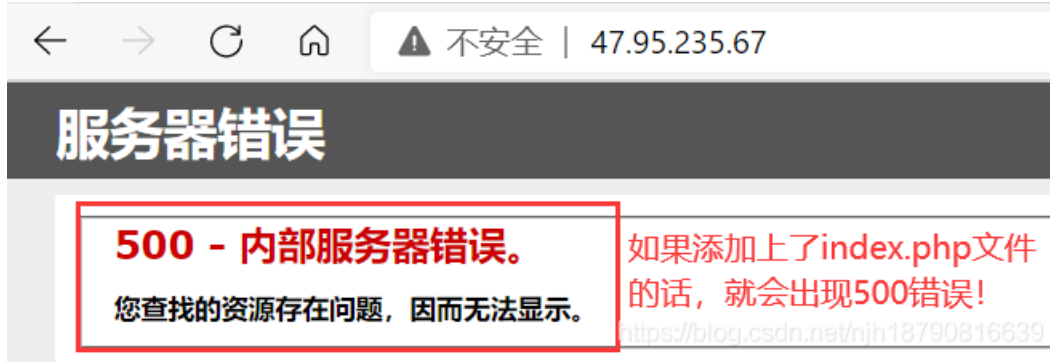 不安全 | 47.95.235.67
服务器错误
500 - 内部服务器错误。
您查找的资源存在问题，因而无法显示。
如果添加上了index.php文件
的话，就会出现500错误！
https://blog.csdn.net/njh18790816639